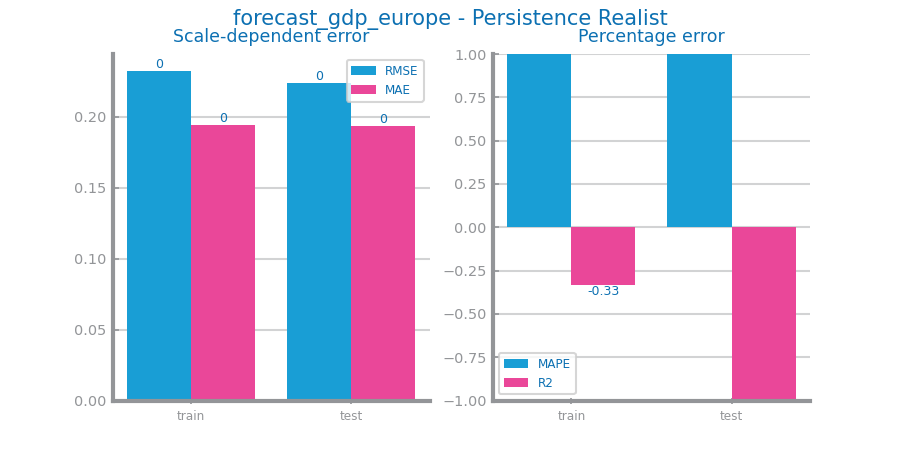 forecast_gdp_europe - Persistence Realist
Scale-dependent error
0
0
0
0
RMSE
MAE
0.20
0.15
0.10
0.05
0.00
train
test
Percentage error
1.00
0.75
0.50
0.25
0.00
−0.25
−0.50
−0.75
−1.00
-0.33
MAPE
R2
train
test